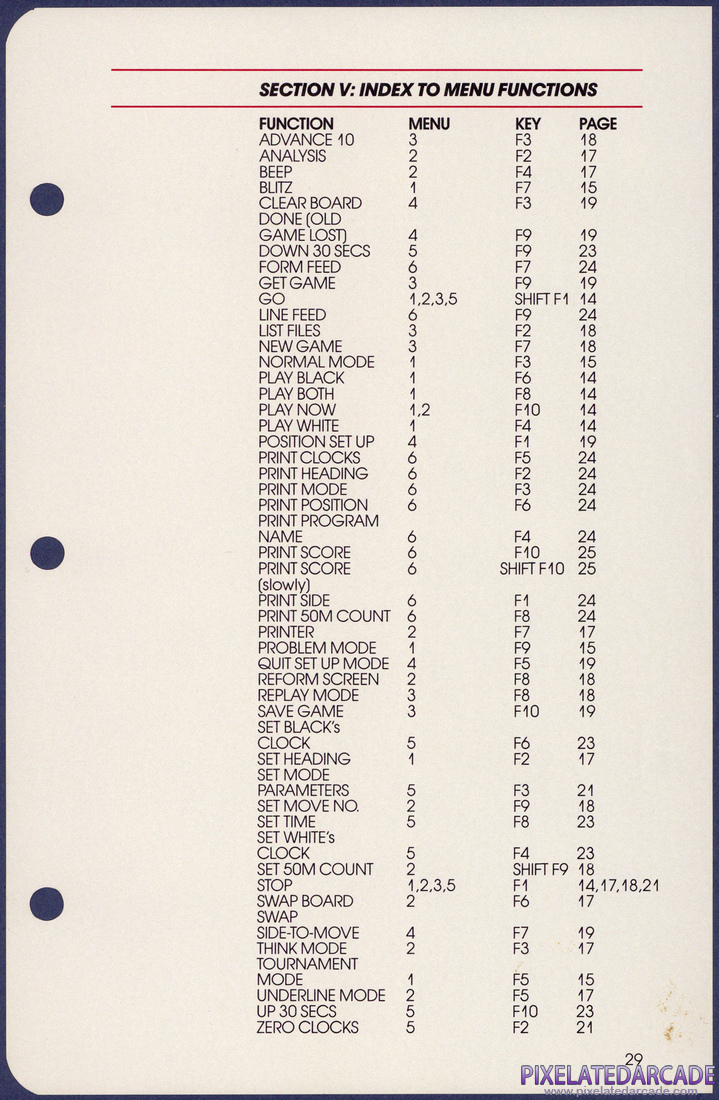 SECTION V: INDEX TO MENU FUNCTIONS
FUNCTION MENU KEY PAGE
ADVANCE 10 3 F3 18
ANALYSIS 2 F2 17
BEEP 2 F4 17
BLITZ 1 F7 15
CLEAR BOARD 4 F3 19
DONE (OLD
GAME LOST) 4 F9 19
DOWN 30 SECS 5 F9 23
FORM FEED 6 F7 24
GET GAME 3 F9 19
GO 1,2,3,5 SHIFT F1 14
LINE FEED 6 F9 24
LIST FILES 3 F2 18
NEW GAME 3 F7 18
NORMAL MODE 1 F3 15
PLAY BLACK 1 F6 14
PLAY BOTH 1 F8 14
PLAY NOW 1,2 F10 14
PLAY WHITE 1 F4 14
POSITION SET UP 4 F1 19
PRINT CLOCKS 6 F5 24
PRINT HEADING 6 F2 24
PRINT MODE 6 F3 24
PRINT POSITION 6 F6 24
PRINT PROGRAM
NAME 6 F4 24
PRINT SCORE 6 F10 25
PRINT SCORE 6 SHIFT F10 25
(slowly)
PRINT SIDE 6 F1 24
PRINT 50M COUNT 6 F8 24
PRINTER 2 F7 17
PROBLEM MODE 1 F9 15
QUIT SET UP MODE 4 F5 19
REFORM SCREEN 2 F8 18
REPLAY MODE 3 F8 18
SAVE GAME 3 F10 19
SET BLACK's
CLOCK 5 F6 23
SET HEADING 1 F2 17
SET MODE
PARAMETERS 5 F3 21
SET MOVE NO. 2 F9 18
SET TIME 5 F8 23
SET WHITE's
CLOCK 5 F4 23
SET 50M COUNT 2 SHIFT F9 18
STOP 1,2,3,5 F1 14,17,18,21
SWAP BOARD 2 F6 17
SWAP
SIDE-TO-MOVE 4 F7 19
THINK MODE 2 F3 17
TOURNAMENT
MODE 1 F5 15
UNDERLINE MODE 2 F5 17
UP 30 SECS 5 F10 23
ZERO CLOCKS 5 F2 21
29
PIXELATEDARCADE
www.pixelatedarcade.com